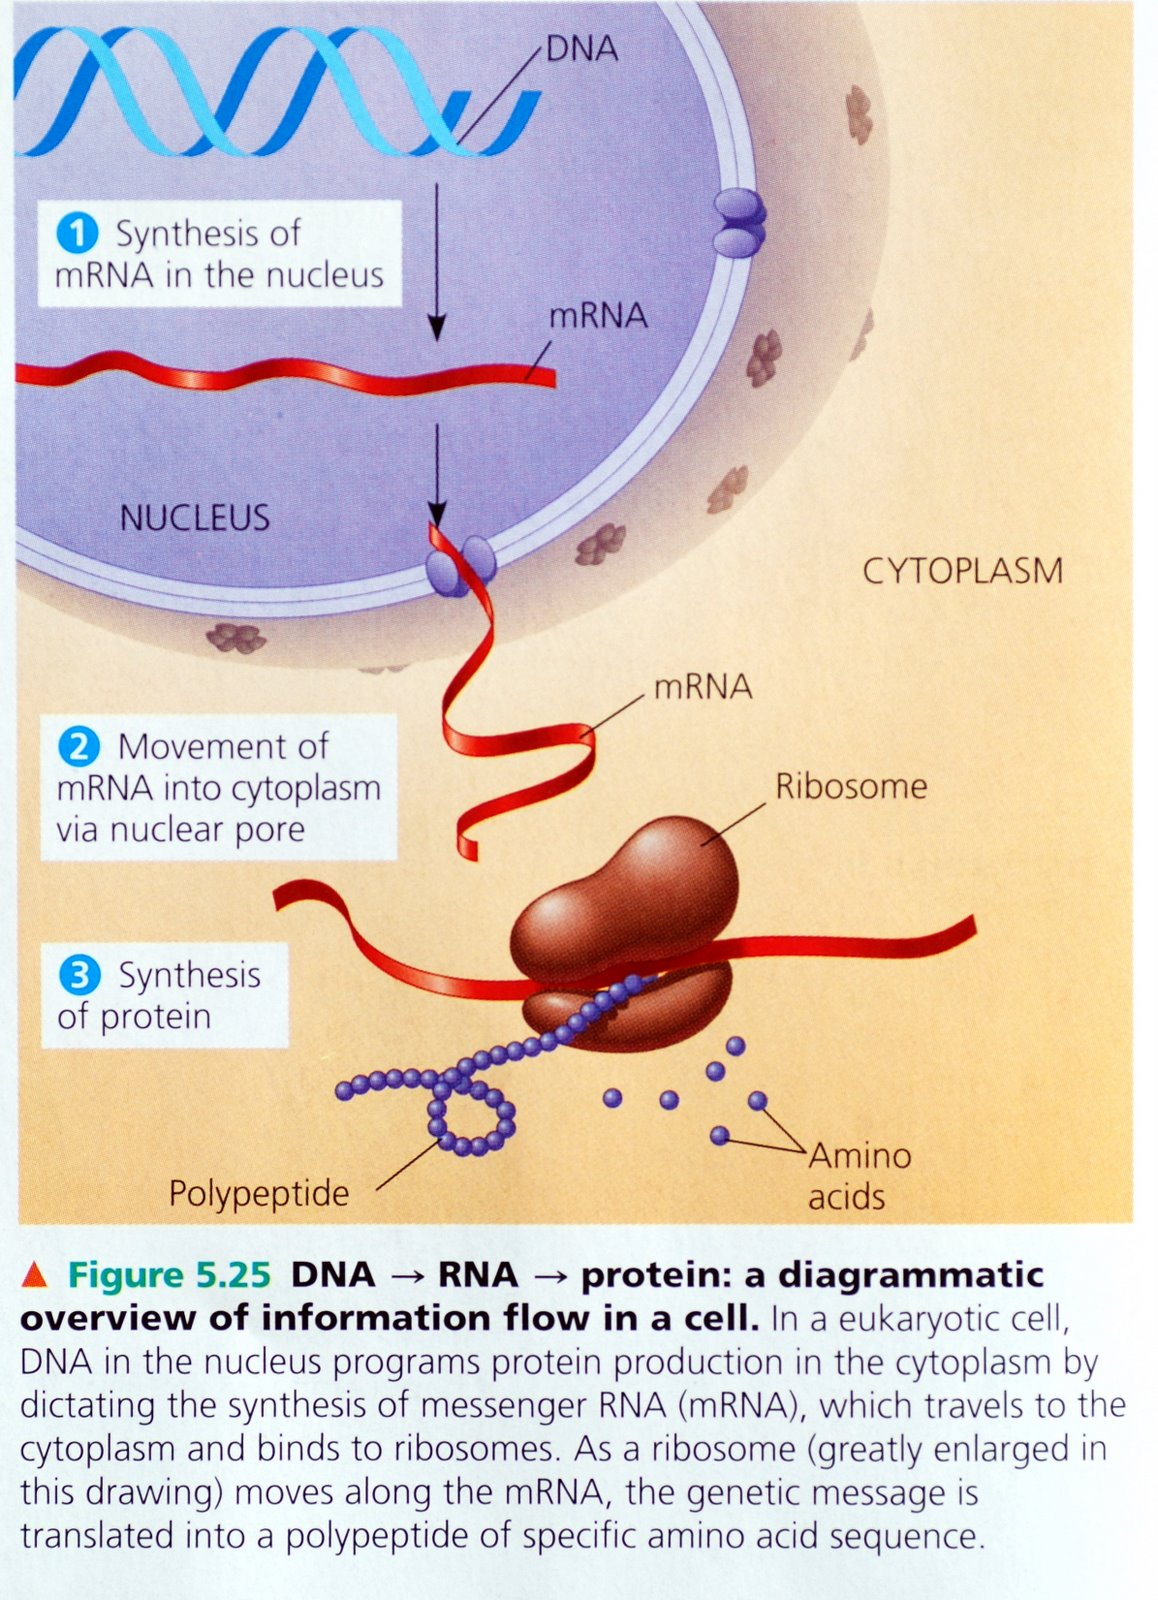 DNA
1 Synthesis of
mRNA in the nucleus
mRNA
NUCLEUS
CYTOPLASM
mRNA
2 Movement of
mRNA into cytoplasm
via nuclear pore
Ribosome
3 Synthesis
of protein
Amino
acids
Polypeptide
▲ Figure 5.25 DNA → RNA → protein: a diagrammatic
overview of information flow in a cell. In a eukaryotic cell,
DNA in the nucleus programs protein production in the cytoplasm by
dictating the synthesis of messenger RNA (mRNA), which travels to the
cytoplasm and binds to ribosomes. As a ribosome (greatly enlarged in
this drawing) moves along the mRNA, the genetic message is
translated into a polypeptide of specific amino acid sequence.